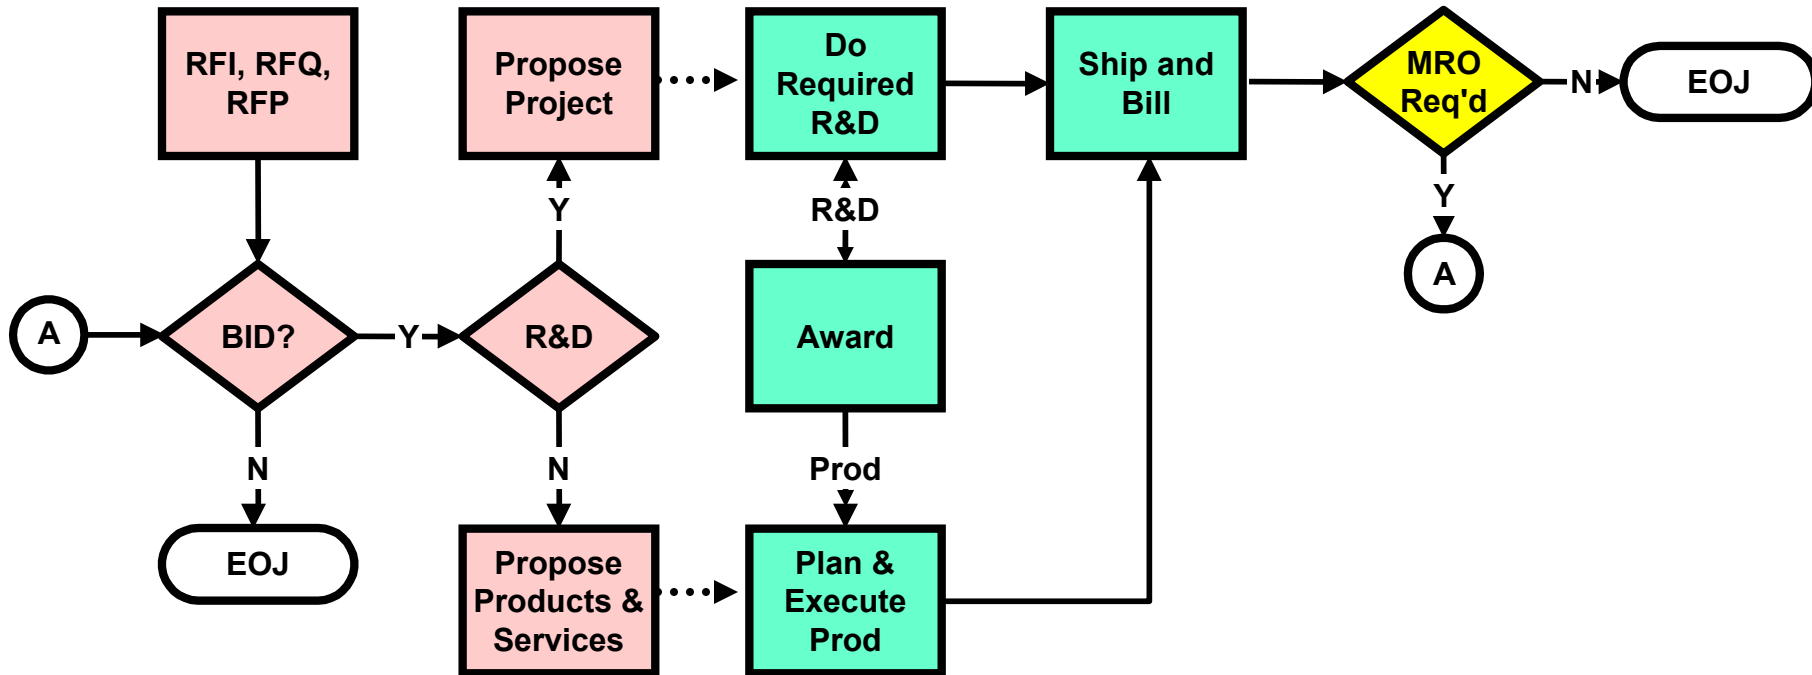 RFI, RFQ,
RFP
Propose
Project
Do
Required
R&D
Ship and
Bill
MRO
Req'd
N
EOJ
Y
R&D
Y
A
A
BID?
Y
R&D
Award
N
N
Prod
EOJ
Propose
Products &
Services
Plan &
Execute
Prod